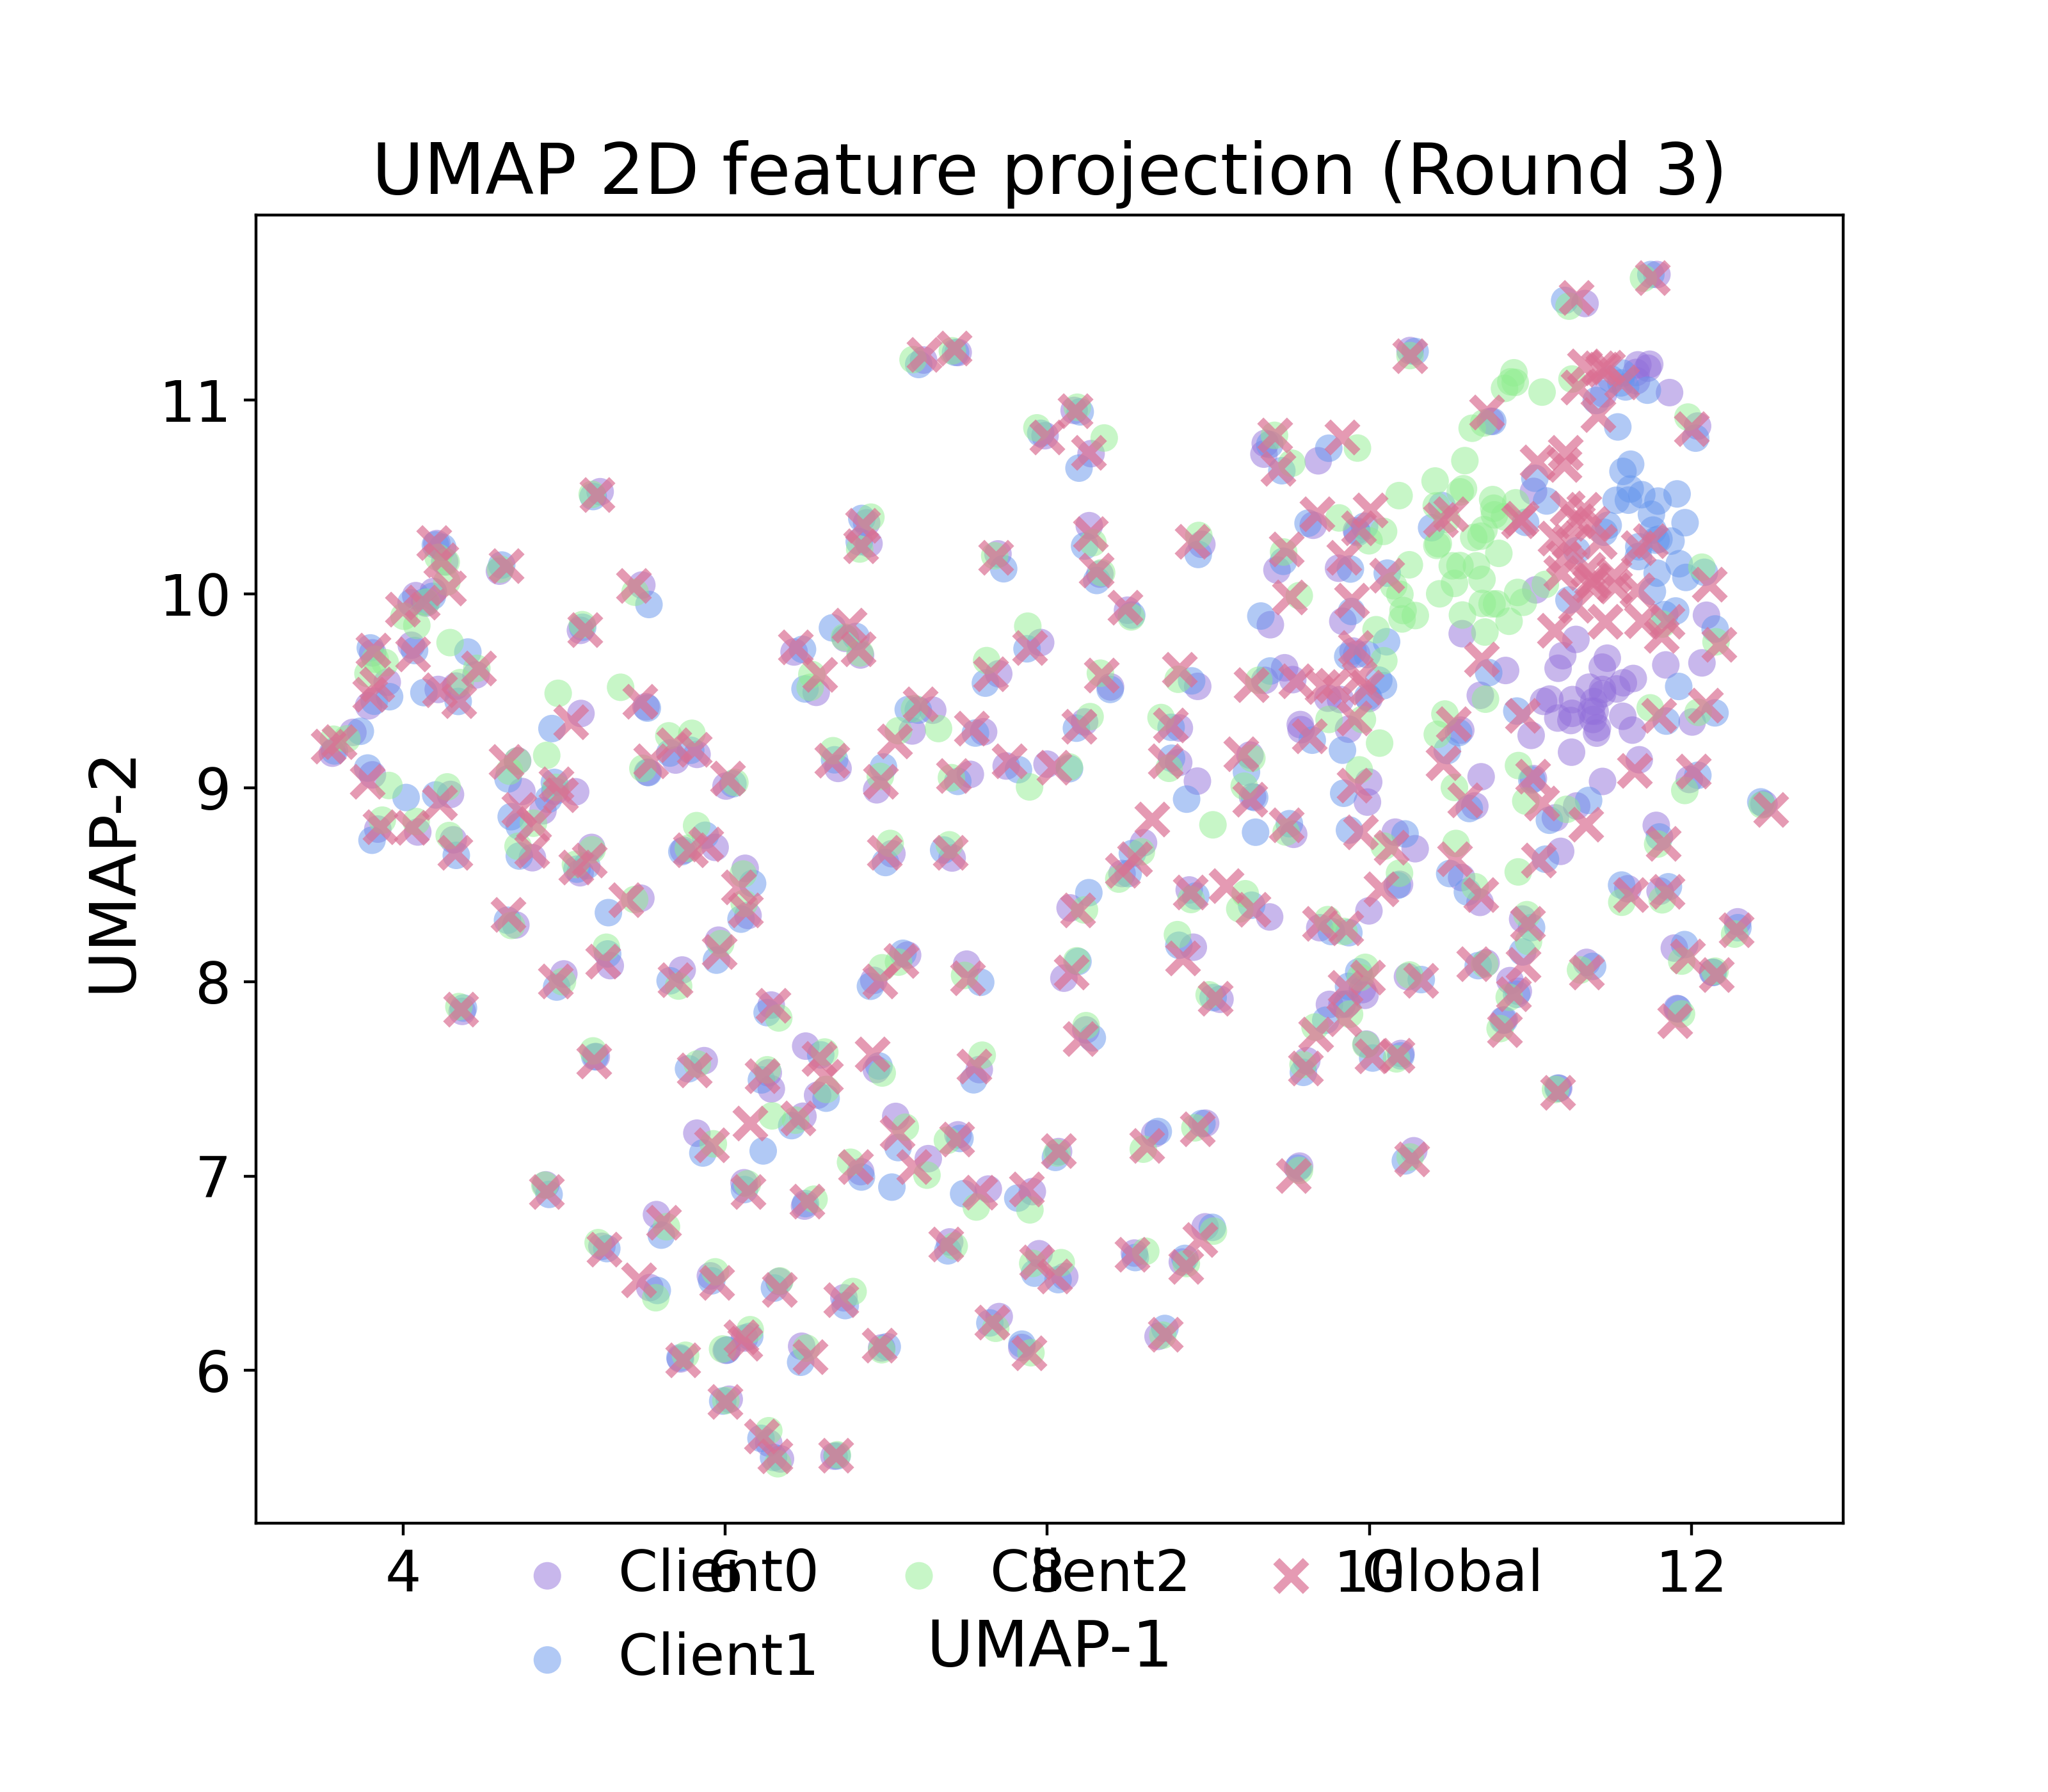 UMAP 2D feature projection (Round 3)
UMAP-2
11
10
9
8
7
6
4 6 8 10 12
Client0 Client2 Global
Client1
UMAP-1